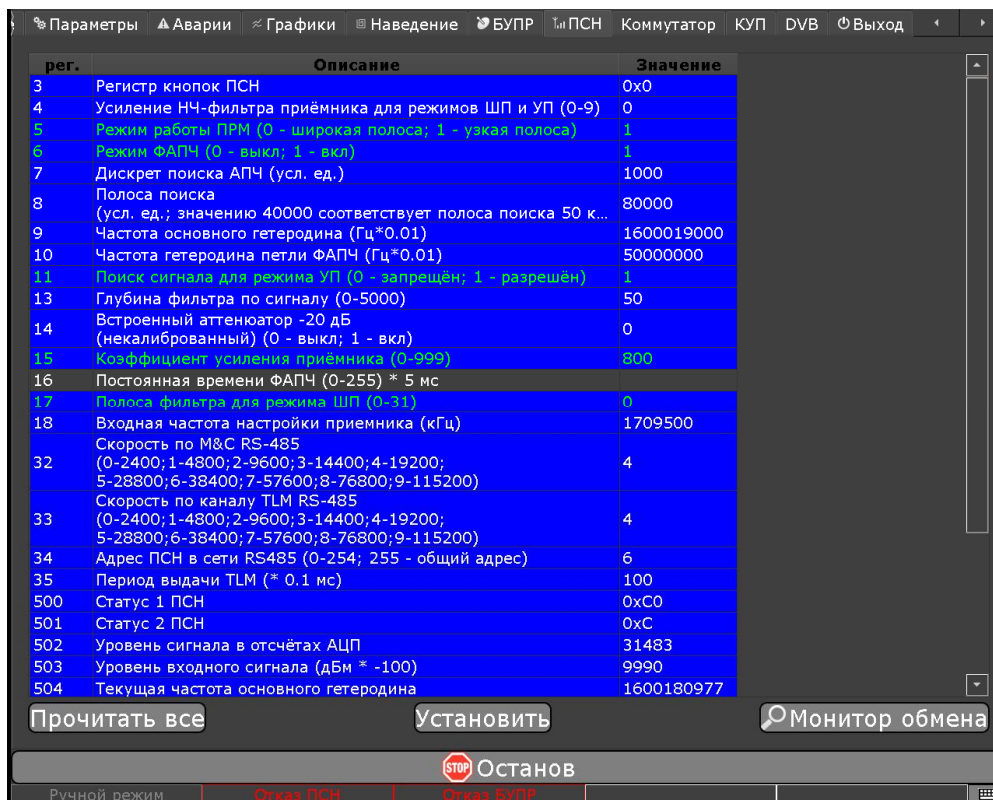 Параметры Аварии Графики Наведение БУПР ПСН Коммутатор КУП DVB Выход
рег. Описание Значение
3 Регистр кнопок ПСН 0x0
4 Усиление НЧ-фильтра приёмника для режимов ШП и УП (0-9) 0
5 Режим работы ПРМ (0 - широкая полоса; 1 - узкая полоса) 1
6 Режим ФАПЧ (0 - выкл; 1 - вкл) 1
7 Дискрет поиска АПЧ (усл. ед.) 1000
8 Полоса поиска
(усл. ед.; значению 40000 соответствует полоса поиска 50 к... 80000
9 Частота основного гетеродина (Гц*0.01) 1600019000
10 Частота гетеродина петли ФАПЧ (Гц*0.01) 50000000
11 Поиск сигнала для режима УП (0 - запрещён; 1 - разрешён) 1
13 Глубина фильтра по сигналу (0-5000) 50
14 Встроенный аттенюатор -20 дБ
(некалиброванный) (0 - выкл; 1 - вкл) 0
15 Коэффициент усиления приёмника (0-999) 800
16 Постоянная времени ФАПЧ (0-255) * 5 мс
17 Полоса фильтра для режима ШП (0-31) 0
18 Входная частота настройки приемника (кГц) 1709500
Скорость по M&C RS-485
32 (0-2400;1-4800;2-9600;3-14400;4-19200; 4
5-28800;6-38400;7-57600;8-76800;9-115200)
Скорость по каналу TLM RS-485
33 (0-2400;1-4800;2-9600;3-14400;4-19200; 4
5-28800;6-38400;7-57600;8-76800;9-115200)
34 Адрес ПСН в сети RS485 (0-254; 255 - общий адрес) 6
35 Период выдачи TLM (* 0.1 мс) 100
500 Статус 1 ПСН 0xC0
501 Статус 2 ПСН 0xC
502 Уровень сигнала в отсчётах АЦП 31483
503 Уровень входного сигнала (дБм * -100) 9990
504 Текущая частота основного гетеродина 1600180977
Прочитать все Установить Монитор обмена
STOP Останов
Ручной режим Отказ ПСН Отказ БУПР